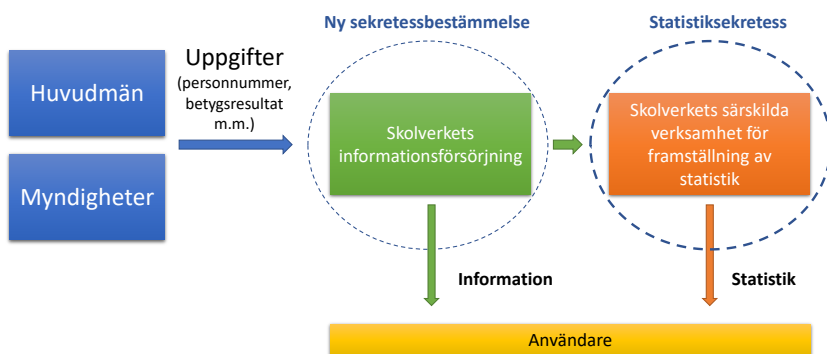 Ny sekretessbestämmelse
Statistiksekretess
Huvudmän
Myndigheter
Uppgifter
(personnummer,
betygsresultat
m.m.)
Skolverkets
informationsförsörjning
Skolverkets särskilda
verksamhet för
framställning av
statistik
Information
Statistik
Användare